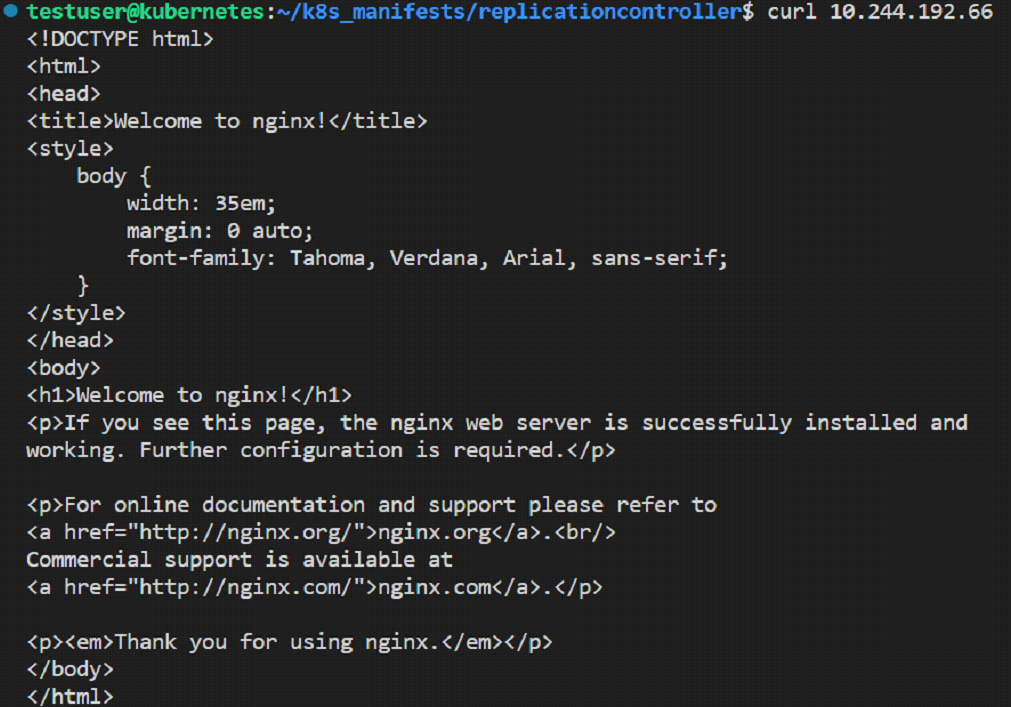 testuser@kubernetes:~/k8s_manifests/replicationcontroller$ curl 10.244.192.66
<!DOCTYPE html>
<html>
<head>
<title>Welcome to nginx!</title>
<style>
    body {
        width: 35em;
        margin: 0 auto;
        font-family: Tahoma, Verdana, Arial, sans-serif;
    }
</style>
</head>
<body>
<h1>Welcome to nginx!</h1>
<p>If you see this page, the nginx web server is successfully installed and
working. Further configuration is required.</p>

<p>For online documentation and support please refer to
<a href="http://nginx.org/">nginx.org</a>.<br/>
Commercial support is available at
<a href="http://nginx.com/">nginx.com</a>.</p>

<p><em>Thank you for using nginx.</em></p>
</body>
</html>